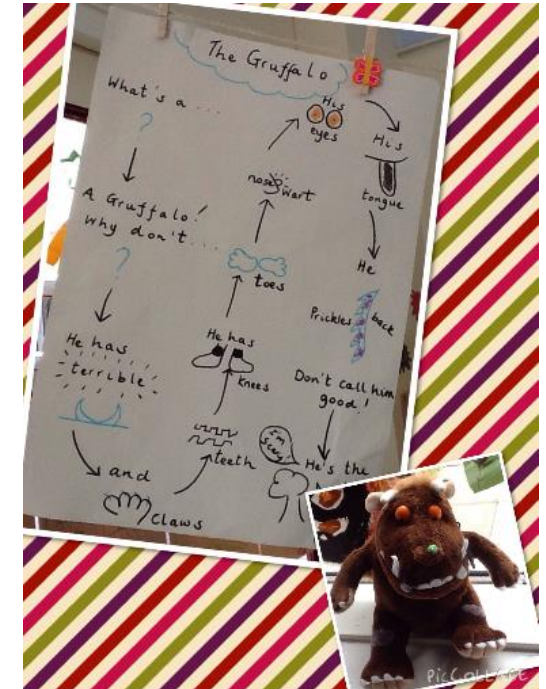 The Gruffalo
What's a ...
?
A Gruffalo!
Why don't ...
?
He has
terrible
and
claws
teeth
He has
knees
toes
nose wart
His
eyes
His
tongue
He
Prickles back
Don't call him
good!
I'm
scary!
He's the
PicCollage